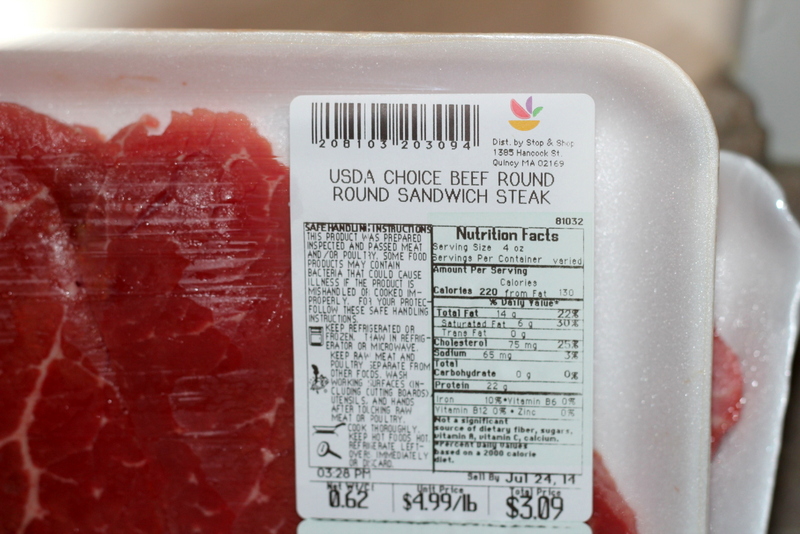 208103 203094
Dist. by Stop & Shop
1385 Hancock St.
Quincy MA 02169
USDA CHOICE BEEF ROUND
ROUND SANDWICH STEAK
81032
SAFE HANDLING INSTRUCTIONS
THIS PRODUCT WAS PREPARED
INSPECTED AND PASSED MEAT
AND/OR POULTRY. SOME FOOD
PRODUCTS MAY CONTAIN
BACTERIA THAT COULD CAUSE
ILLNESS IF THE PRODUCT IS
MISHANDLED OR COOKED IM-
PROPERLY. FOR YOUR PROTEC-
FOLLOW THESE SAFE HANDLING
INSTRUCTIONS.
KEEP REFRIGERATED OR
FROZEN. THAW IN REFRIG-
ERATOR OR MICROWAVE.
KEEP RAW MEAT AND
POULTRY SEPARATE FROM
OTHER FOODS. WASH
WORKING SURFACES (IN-
CLUDING CUTTING BOARDS),
UTENSILS, AND HANDS
AFTER TOUCHING RAW
MEAT OR POULTRY.
COOK THOROUGHLY.
KEEP HOT FOODS HOT.
REFRIGERATE LEFT-
OVERS IMMEDIATELY
OR DISCARD.
Nutrition Facts
Serving Size 4 oz
Servings Per Container varied
Amount Per Serving
Calories
Calories 220 from Fat 130
% Daily Value*
Total Fat 14 g 22%
Saturated Fat 6 g 30%
Trans Fat 0 g
Cholesterol 75 mg 25%
Sodium 65 mg 3%
Total
Carbohydrate 0 g 0%
Protein 22 g
Iron 10% • Vitamin B6 0%
Vitamin B12 0% • Zinc 0%
Not a significant
source of dietary fiber, sugars,
vitamin A, vitamin C, calcium.
*Percent Daily Values
based on a 2000 calorie
diet.
03:28 PM Sell By Jul 24, 11
Net Wt/Ct Unit Price Total Price
0.62 $4.99/lb $3.09